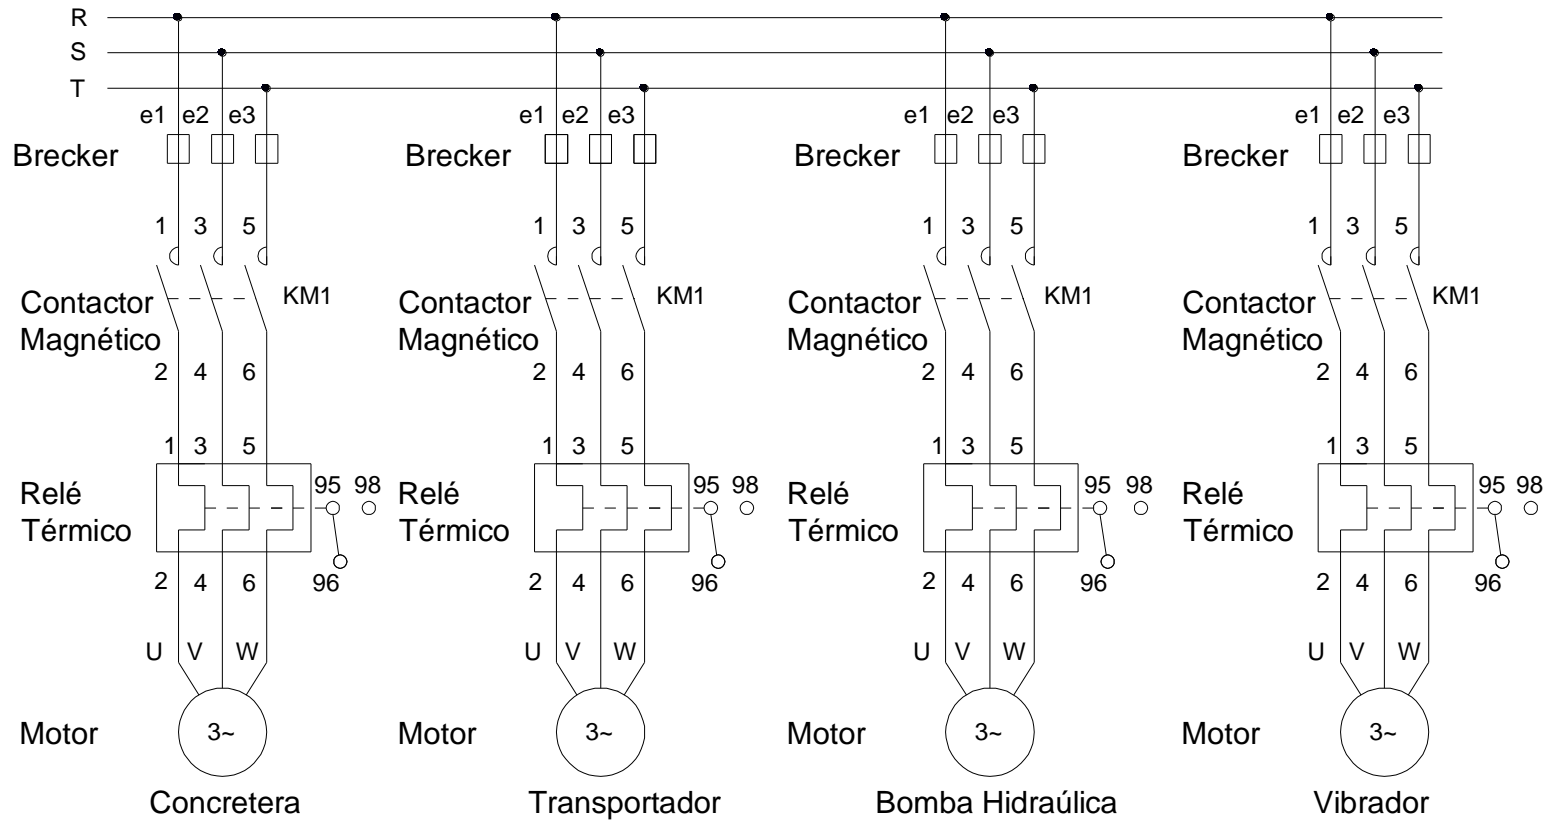 R
S
T
e1 e2 e3 e1 e2 e3 e1 e2 e3 e1 e2 e3
Brecker Brecker Brecker Brecker
1 3 5 1 3 5 1 3 5 1 3 5
KM1 KM1 KM1 KM1
Contactor Contactor Contactor Contactor
Magnético Magnético Magnético Magnético
2 4 6 2 4 6 2 4 6 2 4 6
1 3 5 1 3 5 1 3 5 1 3 5
Relé 95 98 Relé 95 98 Relé 95 98 Relé 95 98
Térmico Térmico Térmico Térmico
2 4 6 96 2 4 6 96 2 4 6 96 2 4 6 96
U V W U V W U V W U V W
Motor 3~ Motor 3~ Motor 3~ Motor 3~
Concretera Transportador Bomba Hidraúlica Vibrador